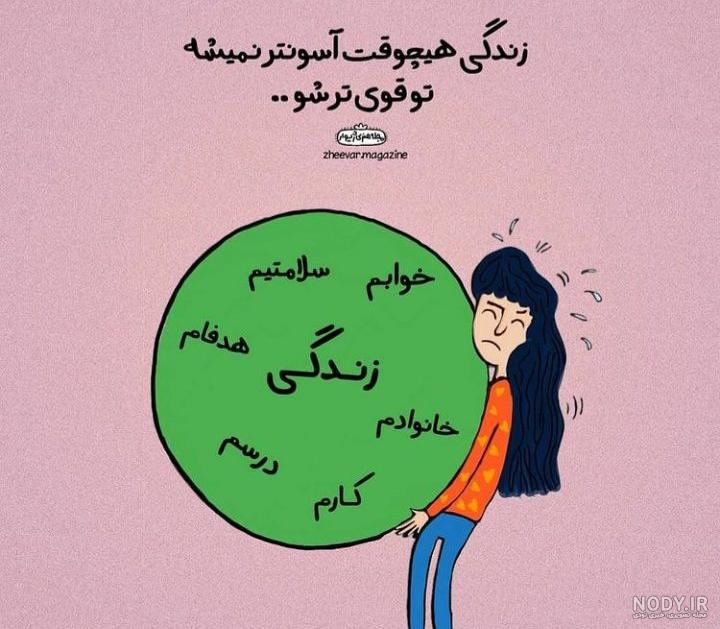 زندگی هیچوقت آسونتر نمیشه
تو قوی تر شو ..
zheevar.magazine
خوابم
سلامتیم
هدفام
زندگی
خانوادم
درسم
کارم
NODY.IR